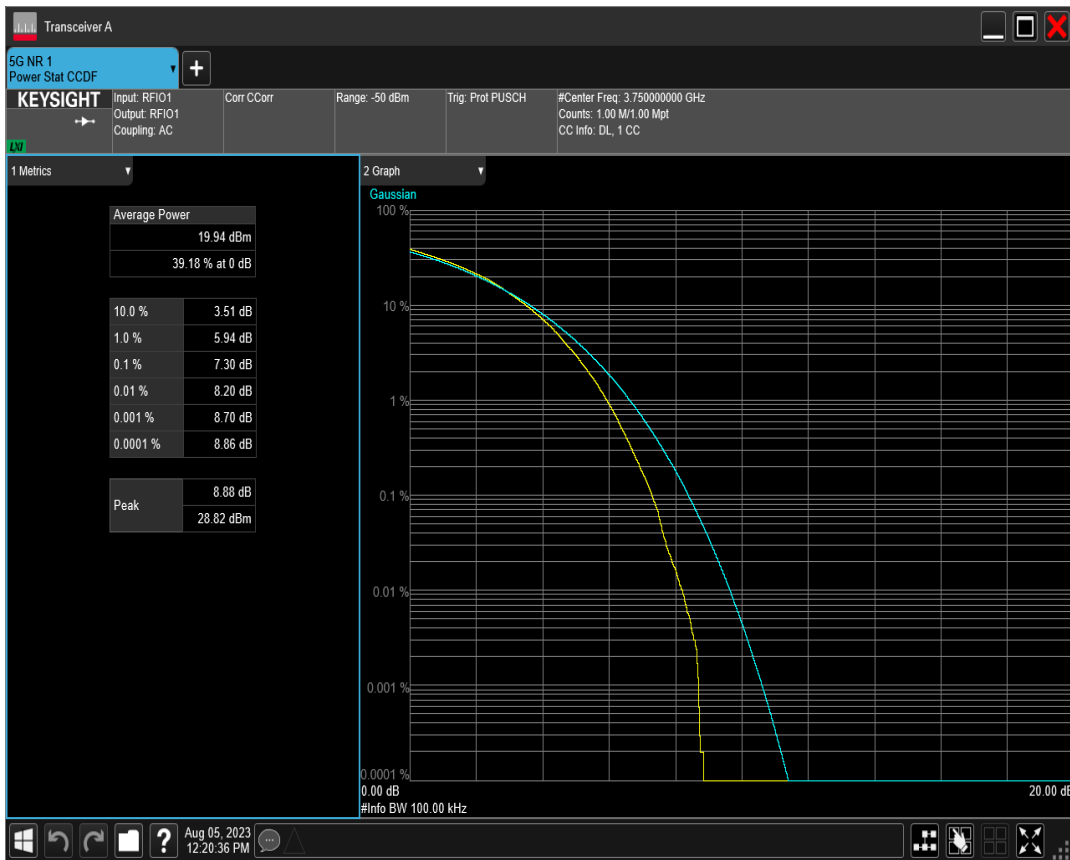 Transceiver A
5G NR 1
Power Stat CCDF
+
KEYSIGHT
LXI
Input: RFIO1
Output: RFIO1
Coupling: AC
Corr CCorr
Range: -50 dBm
Trig: Prot PUSCH
#Center Freq: 3.750000000 GHz
Counts: 1.00 M/1.00 Mpt
CC Info: DL, 1 CC
1 Metrics
Average Power
19.94 dBm
39.18 % at 0 dB
10.0 % 3.51 dB
1.0 % 5.94 dB
0.1 % 7.30 dB
0.01 % 8.20 dB
0.001 % 8.70 dB
0.0001 % 8.86 dB
Peak 8.88 dB
28.82 dBm
2 Graph
Gaussian
100 %
10 %
1 %
0.1 %
0.01 %
0.001 %
0.0001 %
0.00 dB 20.00 dB
#Info BW 100.00 kHz
?
Aug 05, 2023
12:20:36 PM